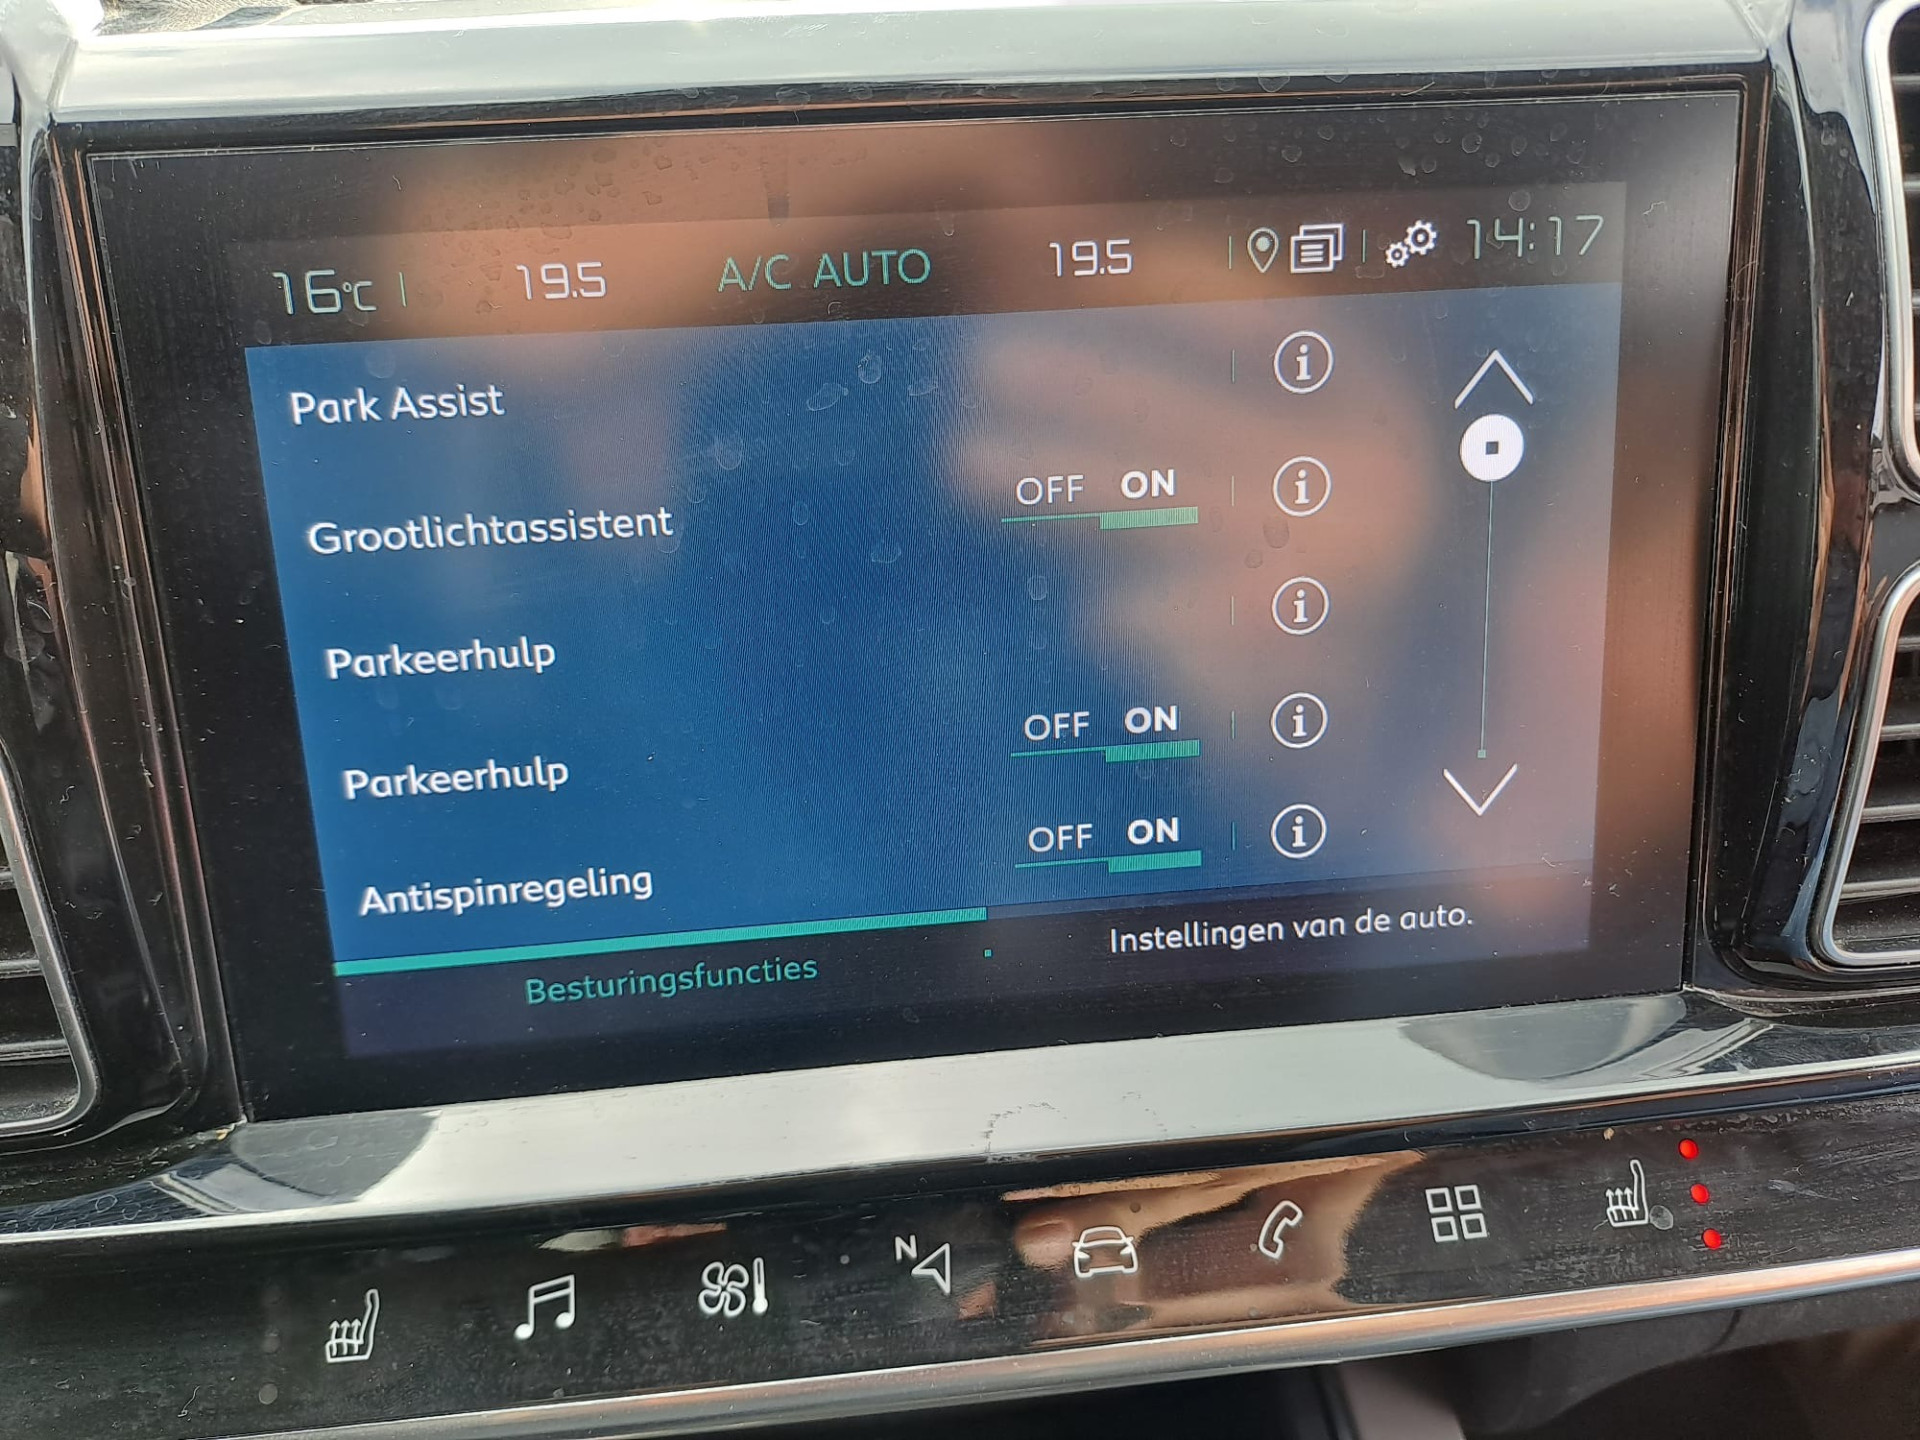 16°C 19.5 A/C AUTO 19.5 14:17
Park Assist
Grootlichtassistent OFF ON
Parkeerhulp
Parkeerhulp OFF ON
Antispinregeling OFF ON
Besturingsfuncties Instellingen van de auto.
N